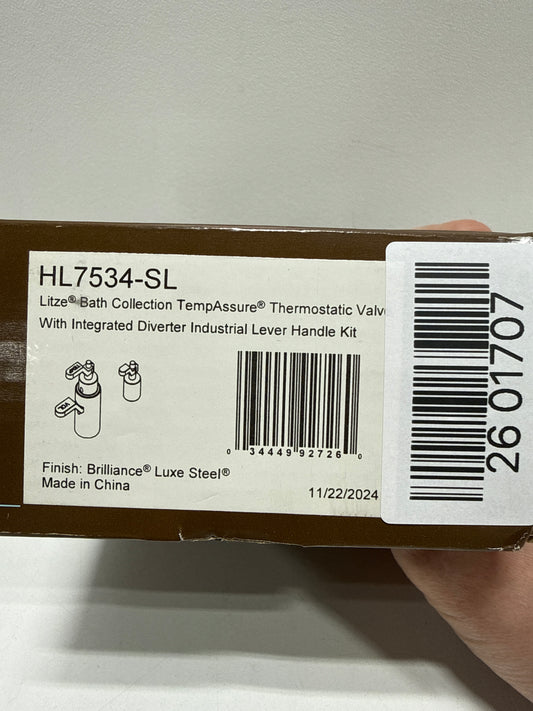 HL7534-SL
Litze® Bath Collection TempAssure® Thermostatic Valve
With Integrated Diverter Industrial Lever Handle Kit
0 34449 92726 0
Finish: Brilliance® Luxe Steel®
Made in China
11/22/2024
26 01707